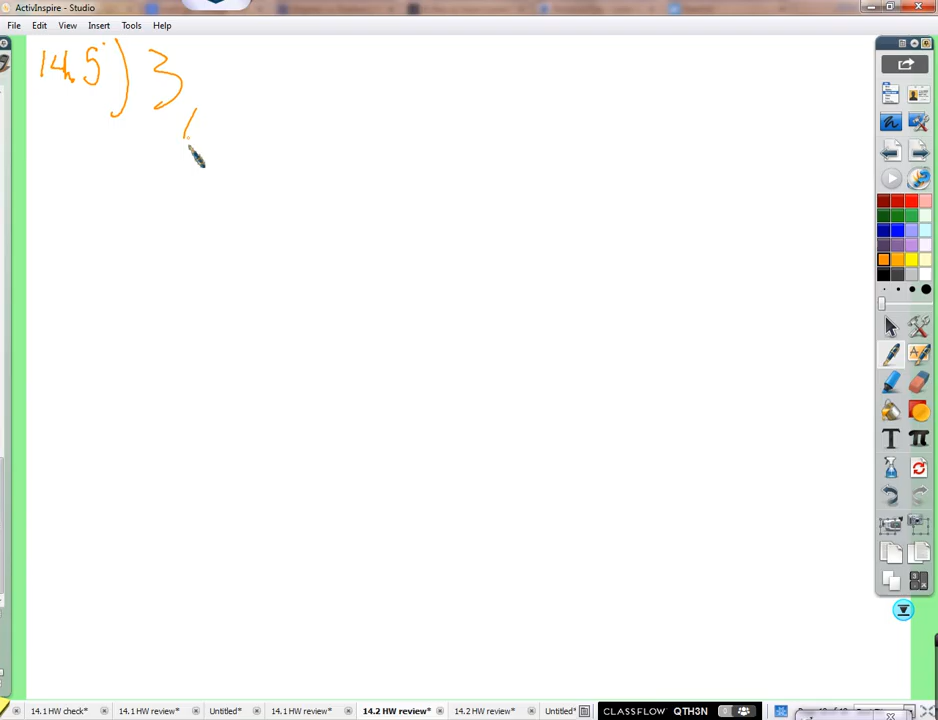 ActivInspire - Studio
File Edit View Insert Tools Help
14.5 ) 3
14.1 HW check* 14.1 HW review* Untitled* 14.1 HW review* 14.2 HW review* 14.2 HW review* Untitled* CLASSFLOW QTH3N